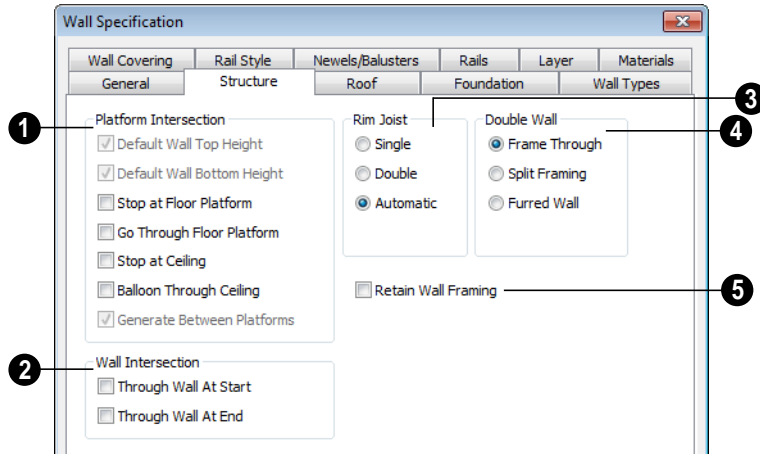 Wall Specification
Wall Covering
Rail Style
Newels/Balusters
Rails
Layer
Materials
General
Structure
Roof
Foundation
Wall Types
1
Platform Intersection
Default Wall Top Height
Default Wall Bottom Height
Stop at Floor Platform
Go Through Floor Platform
Stop at Ceiling
Balloon Through Ceiling
Generate Between Platforms
2
Wall Intersection
Through Wall At Start
Through Wall At End
Rim Joist
3
Single
Double
Automatic
Double Wall
4
Frame Through
Split Framing
Furred Wall
Retain Wall Framing
5